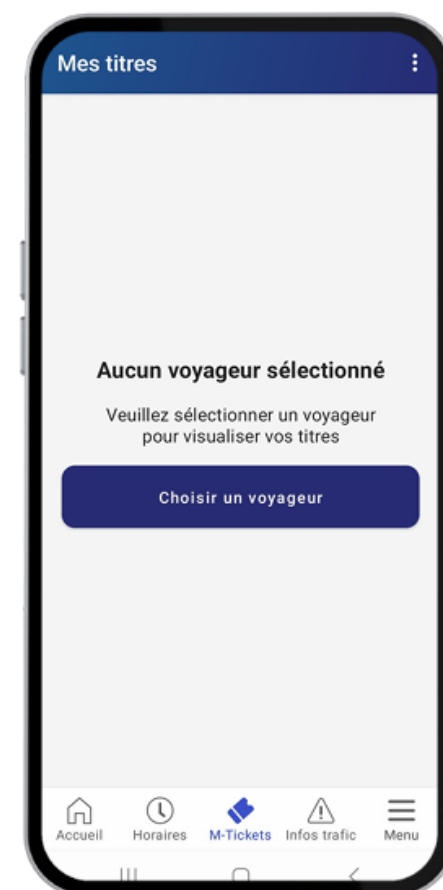 Mes titres
Aucun voyageur sélectionné
Veuillez sélectionner un voyageur
pour visualiser vos titres
Choisir un voyageur
Accueil Horaires M-Tickets Infos trafic Menu